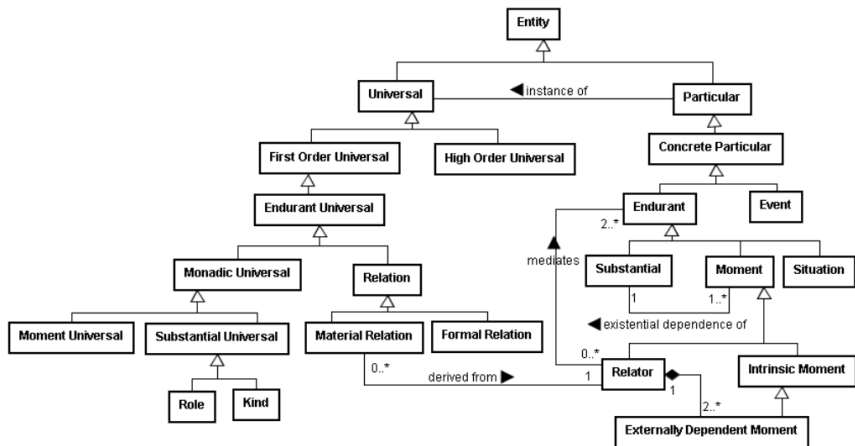 Entity
Universal
◄ instance of
Particular
First Order Universal
High Order Universal
Concrete Particular
Endurant Universal
Endurant
Event
2..*
mediates
Monadic Universal
Relation
Substantial
Moment
Situation
1
1..*
Moment Universal
Substantial Universal
Material Relation
Formal Relation
◄ existential dependence of
0..*
derived from ►
0..*
1
Relator
1
Intrinsic Moment
Role
Kind
2..*
Externally Dependent Moment